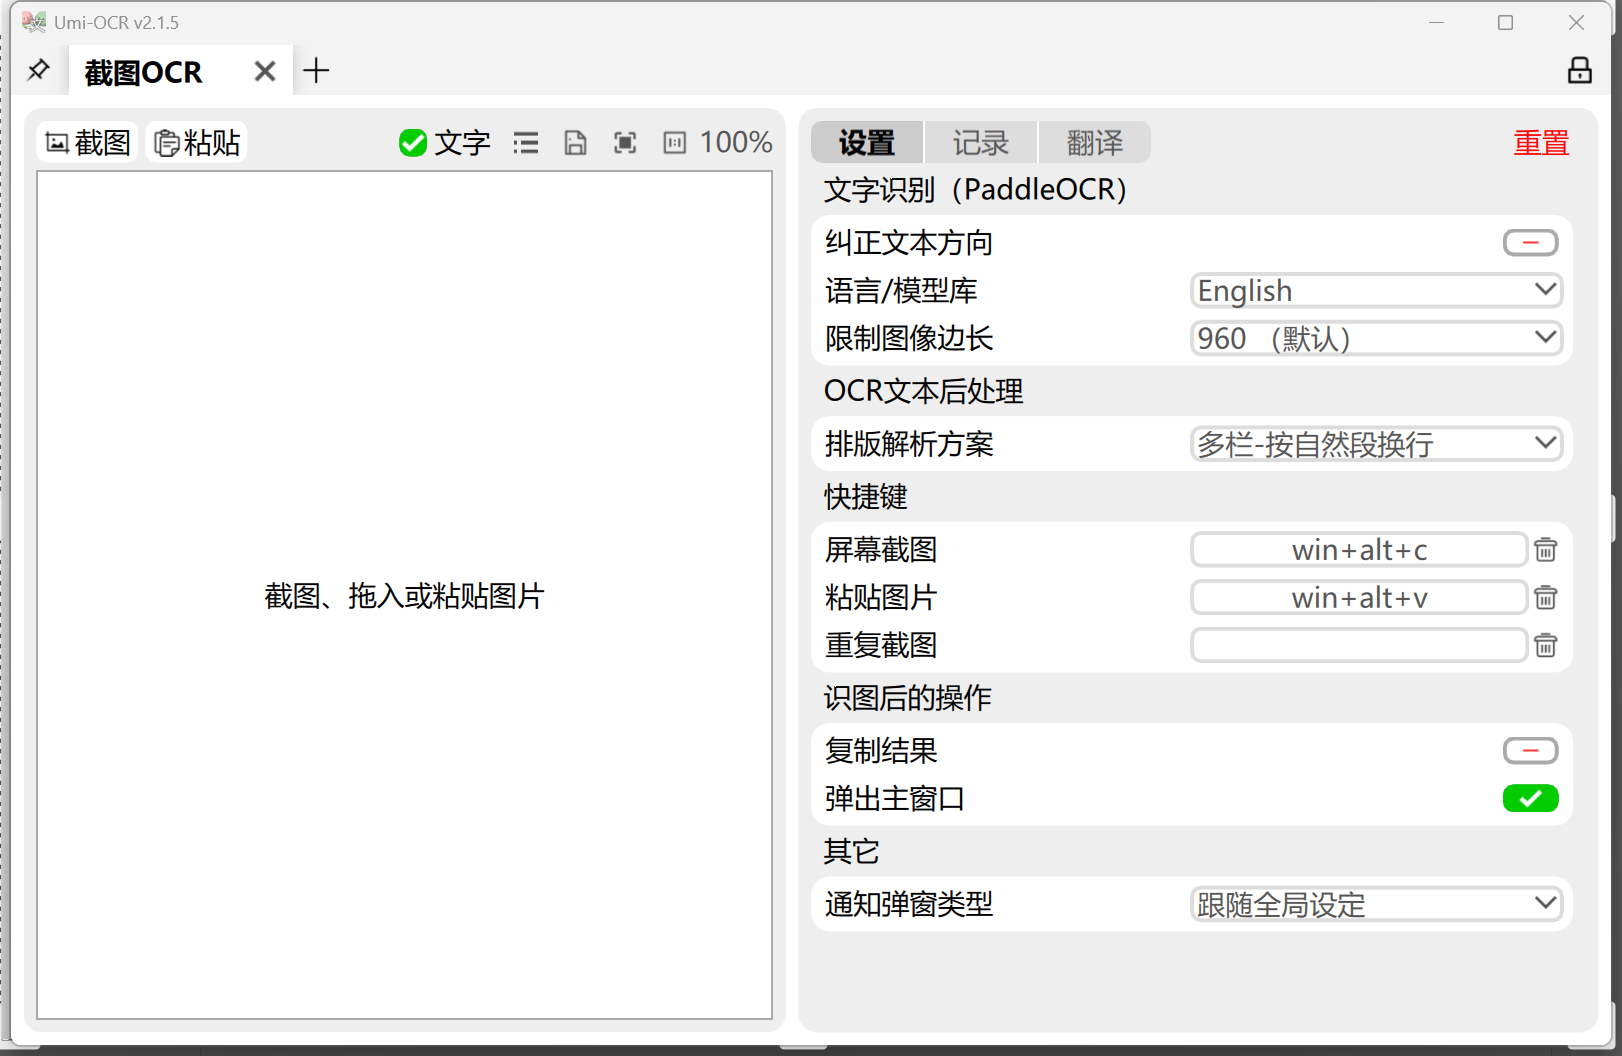 Umi-OCR v2.1.5
截图OCR
截图 粘贴 文字 100%
截图、拖入或粘贴图片
设置 记录 翻译 重置
文字识别（PaddleOCR）
纠正文本方向
语言/模型库 English
限制图像边长 960 （默认）
OCR文本后处理
排版解析方案 多栏-按自然段换行
快捷键
屏幕截图 win+alt+c
粘贴图片 win+alt+v
重复截图
识图后的操作
复制结果
弹出主窗口
其它
通知弹窗类型 跟随全局设定